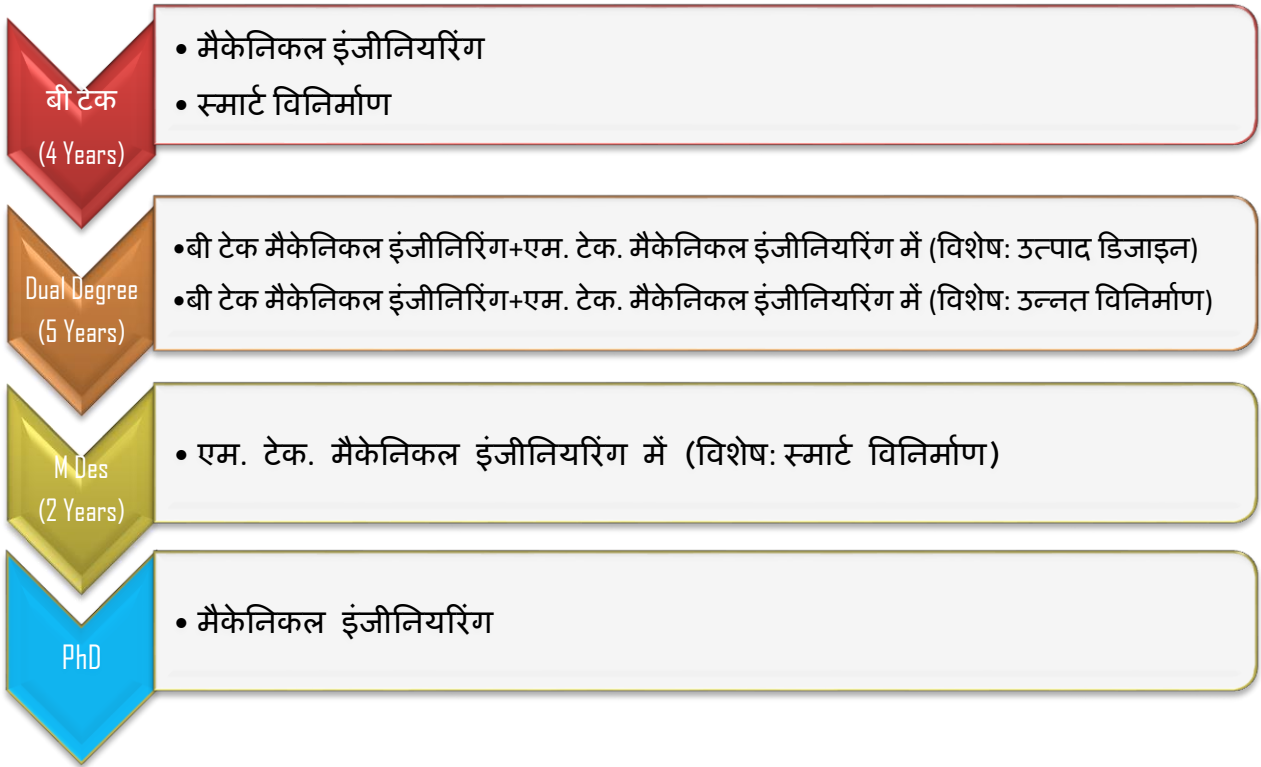 बी टेक
(4 Years)
• मैकेनिकल इंजीनियरिंग
• स्मार्ट विनिर्माण
Dual Degree
(5 Years)
•बी टेक मैकेनिकल इंजीनिरिंग+एम. टेक. मैकेनिकल इंजीनियरिंग में (विशेष: उत्पाद डिजाइन)
•बी टेक मैकेनिकल इंजीनिरिंग+एम. टेक. मैकेनिकल इंजीनियरिंग में (विशेष: उन्नत विनिर्माण)
M Des
(2 Years)
• एम. टेक. मैकेनिकल इंजीनियरिंग में (विशेष: स्मार्ट विनिर्माण)
PhD
• मैकेनिकल इंजीनियरिंग